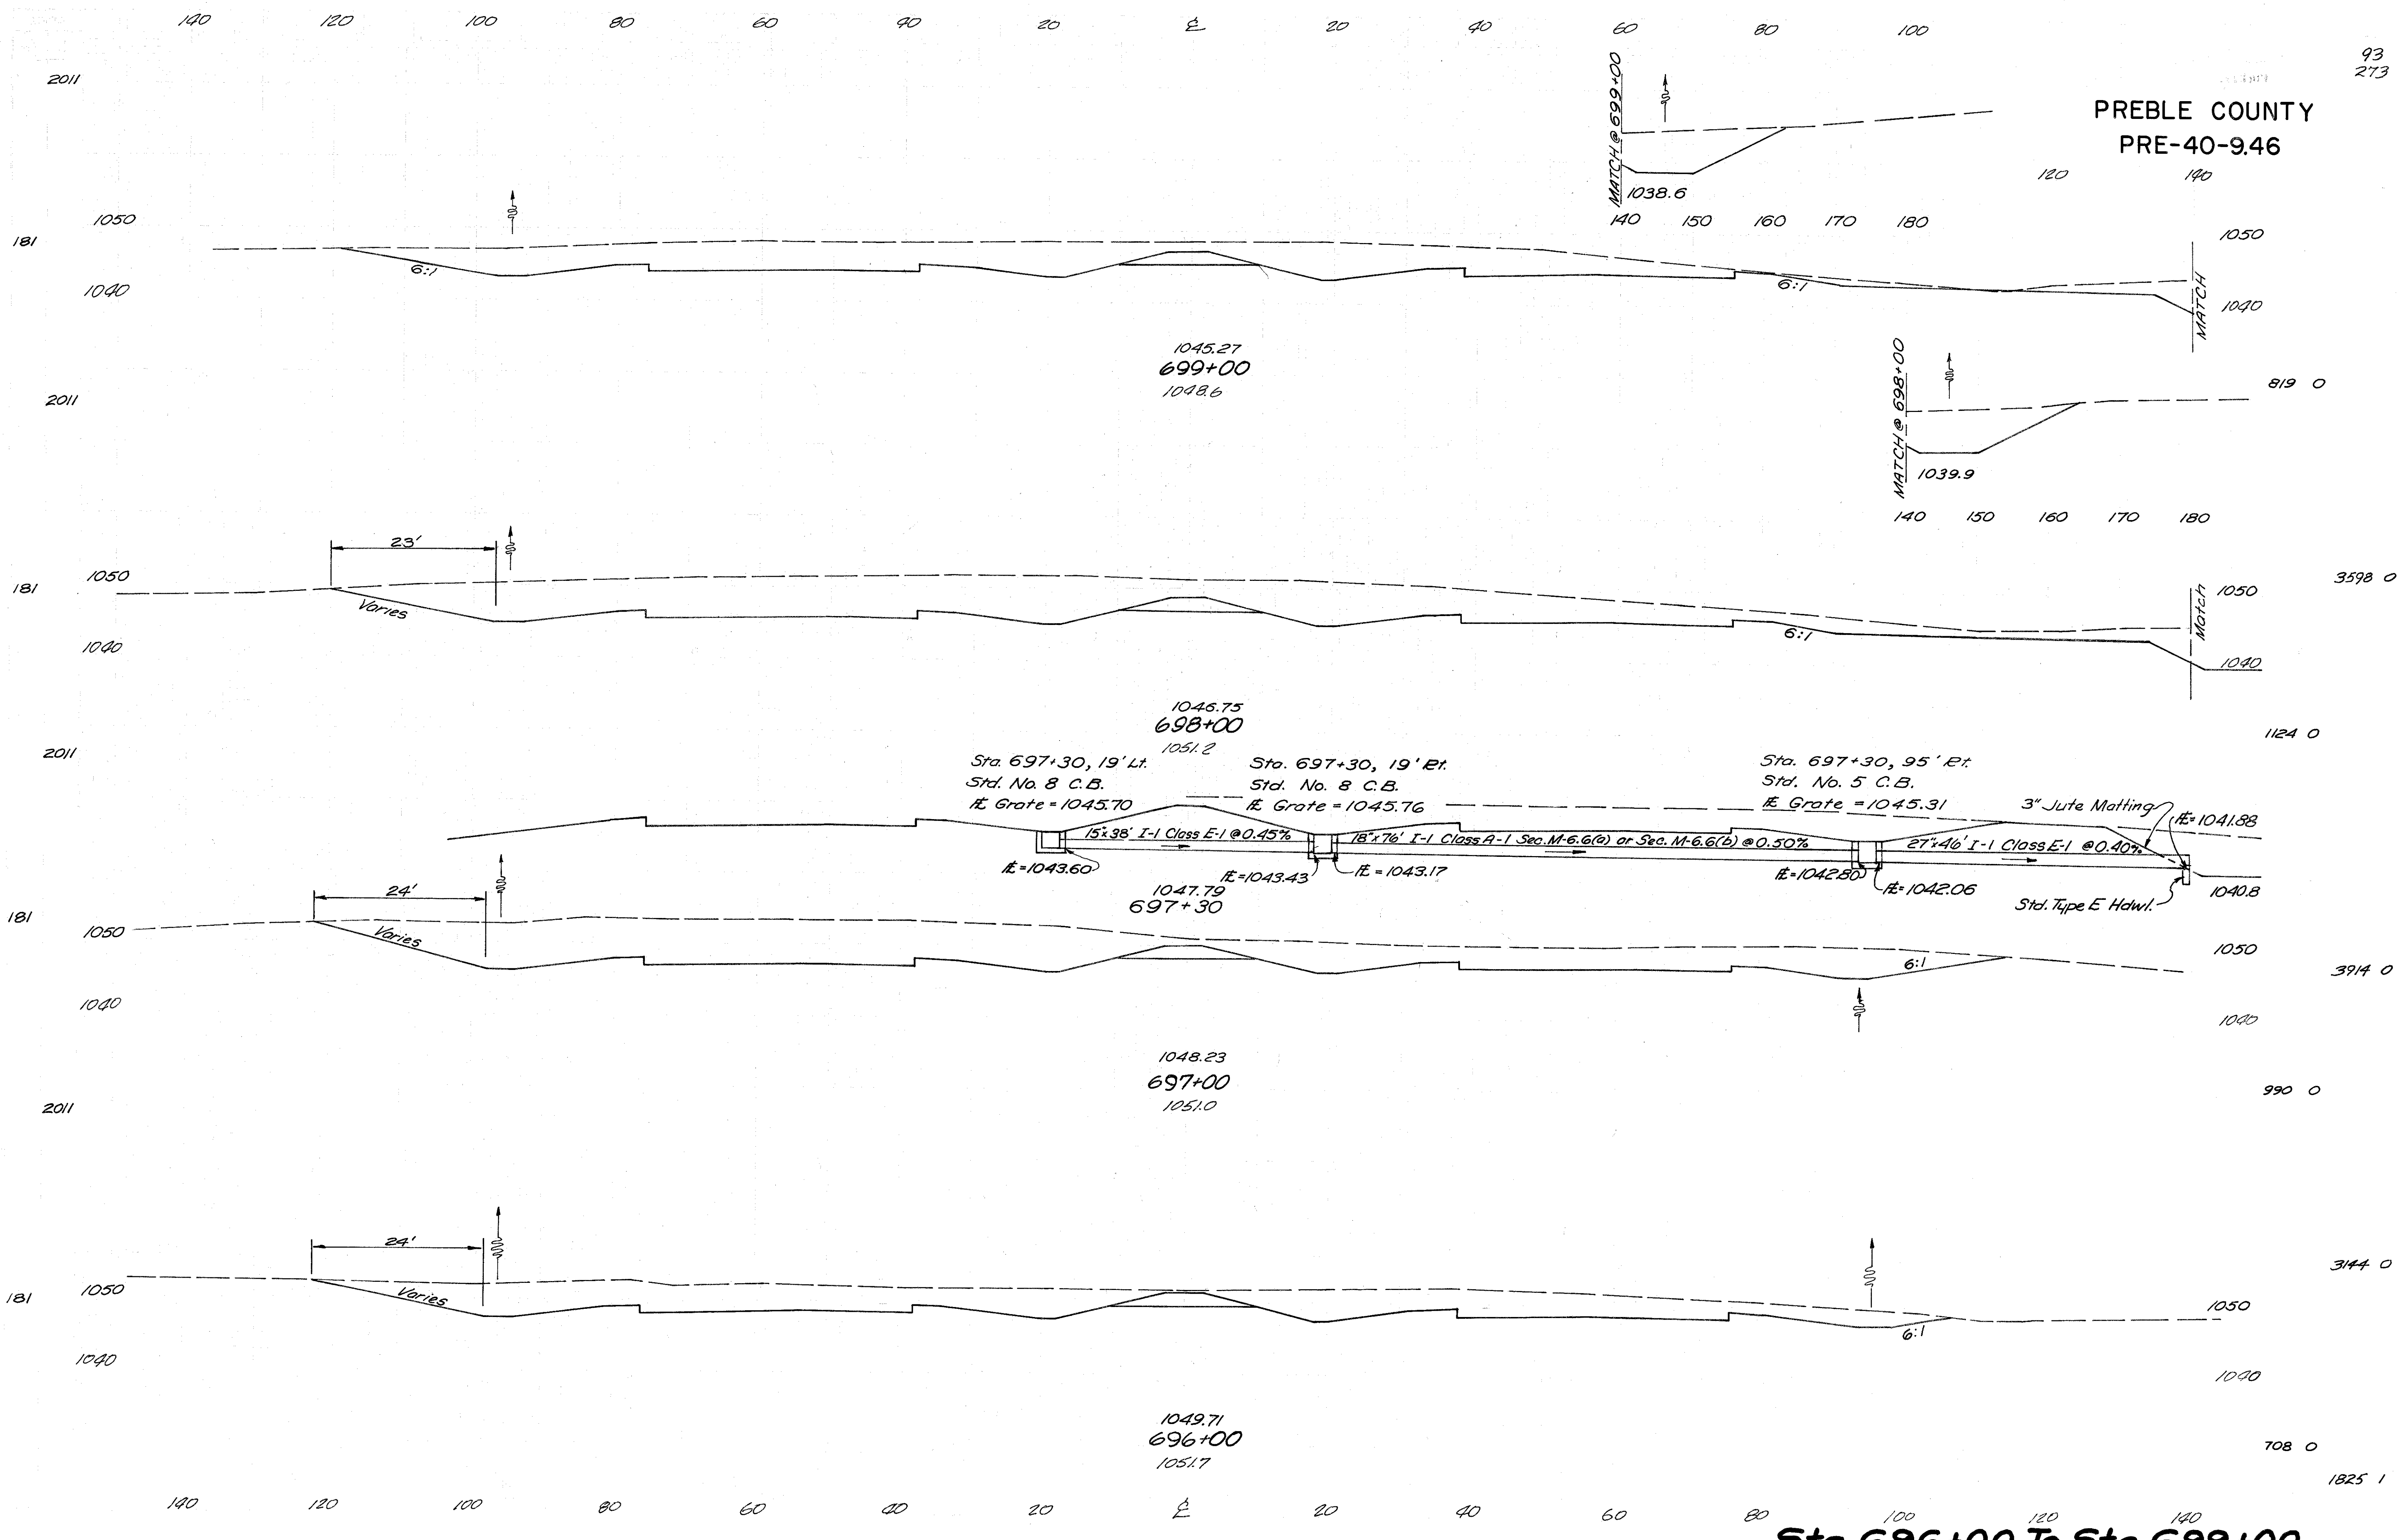 140 120 100 80 60 40 20 ℄ 20 40 60 80 100
93
273
2011
PREBLE COUNTY
PRE-40-9.46
MATCH @ 699+00
1038.6
140 150 160 170 180
120 140
1050
181
1040
6:1
6:1
1050
MATCH
1040
1045.27
699+00
1048.6
2011
819 0
MATCH @ 698+00
1039.9
140 150 160 170 180
23'
1050
181
Varies
1040
6:1
3598 0
1050
Match
1040
1046.75
698+00
1051.2
2011
1124 0
Sta. 697+30, 19' Lt.
Std. No. 8 C.B.
℄ Grate = 1045.70
Sta. 697+30, 19' Rt.
Std. No. 8 C.B.
℄ Grate = 1045.76
Sta. 697+30, 95' Rt.
Std. No. 5 C.B.
℄ Grate = 1045.31
3" Jute Matting
℄=1041.88
15"x38' I-1 Class E-1 @ 0.45%
18"x76' I-1 Class A-1 Sec. M-6.6(a) or Sec. M-6.6(b) @ 0.50%
27"x46' I-1 Class E-1 @ 0.40%
℄=1043.60
℄=1043.43
℄=1043.17
℄=1042.80
℄=1042.06
1040.8
Std. Type E Hdwl.
1047.79
697+30
24'
181
1050
Varies
1040
6:1
1050
3914 0
1040
1048.23
697+00
1051.0
2011
990 0
24'
181
1050
Varies
1040
6:1
3144 0
1050
1040
1049.71
696+00
1051.7
708 0
1825 1
140 120 100 80 60 40 20 ℄ 20 40 60 80 100 120 140
Sta. 696+00 To Sta. 699+00